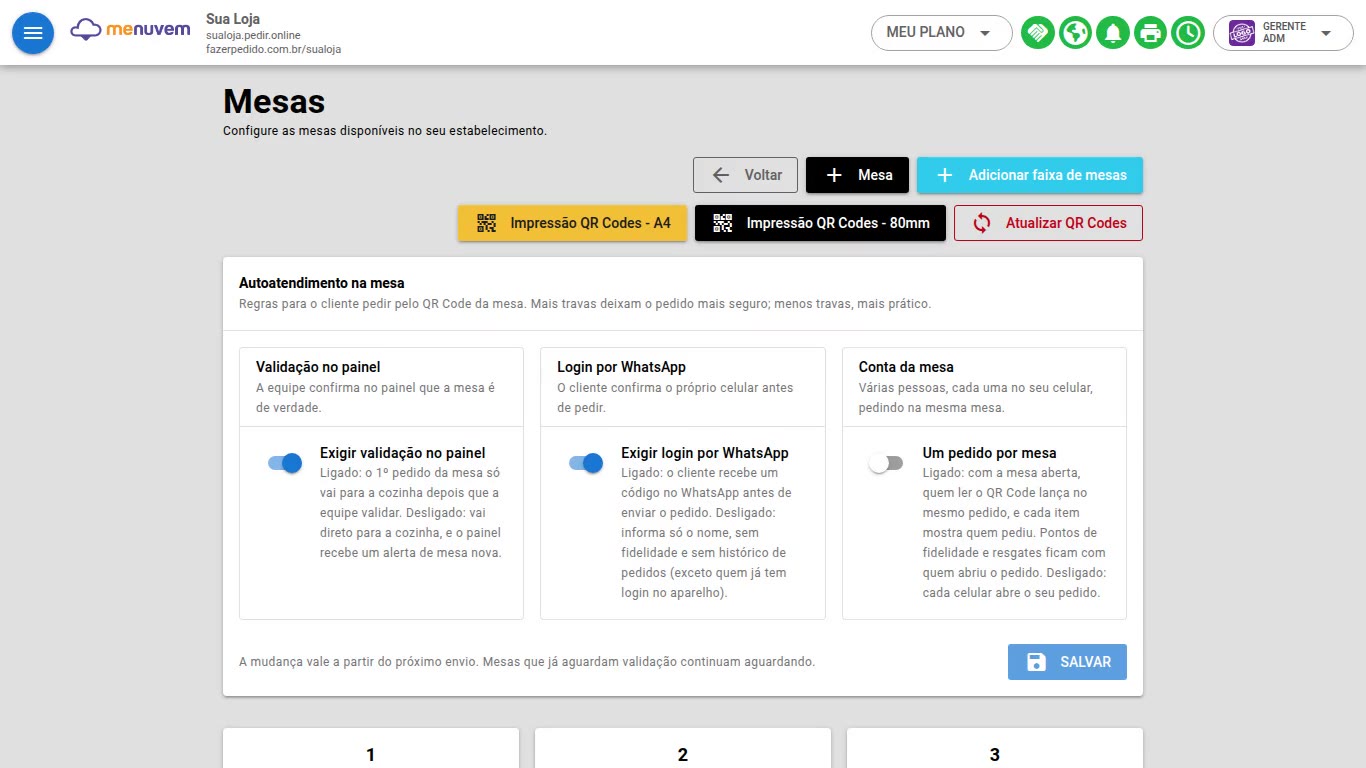 menuvem
Sua Loja
sualoja.pedir.online
fazerpedido.com.br/sualoja
MEU PLANO
LOGO
GERENTE
ADM
Mesas
Configure as mesas disponíveis no seu estabelecimento.
Voltar
Mesa
Adicionar faixa de mesas
Impressão QR Codes - A4
Impressão QR Codes - 80mm
Atualizar QR Codes
Autoatendimento na mesa
Regras para o cliente pedir pelo QR Code da mesa. Mais travas deixam o pedido mais seguro; menos travas, mais prático.
Validação no painel
A equipe confirma no painel que a mesa é
de verdade.
Exigir validação no painel
Ligado: o 1º pedido da mesa só
vai para a cozinha depois que a
equipe validar. Desligado: vai
direto para a cozinha, e o painel
recebe um alerta de mesa nova.
Login por WhatsApp
O cliente confirma o próprio celular antes
de pedir.
Exigir login por WhatsApp
Ligado: o cliente recebe um
código no WhatsApp antes de
enviar o pedido. Desligado:
informa só o nome, sem
fidelidade e sem histórico de
pedidos (exceto quem já tem
login no aparelho).
Conta da mesa
Várias pessoas, cada uma no seu celular,
pedindo na mesma mesa.
Um pedido por mesa
Ligado: com a mesa aberta,
quem ler o QR Code lança no
mesmo pedido, e cada item
mostra quem pediu. Pontos de
fidelidade e resgates ficam com
quem abriu o pedido. Desligado:
cada celular abre o seu pedido.
A mudança vale a partir do próximo envio. Mesas que já aguardam validação continuam aguardando.
SALVAR
1
2
3